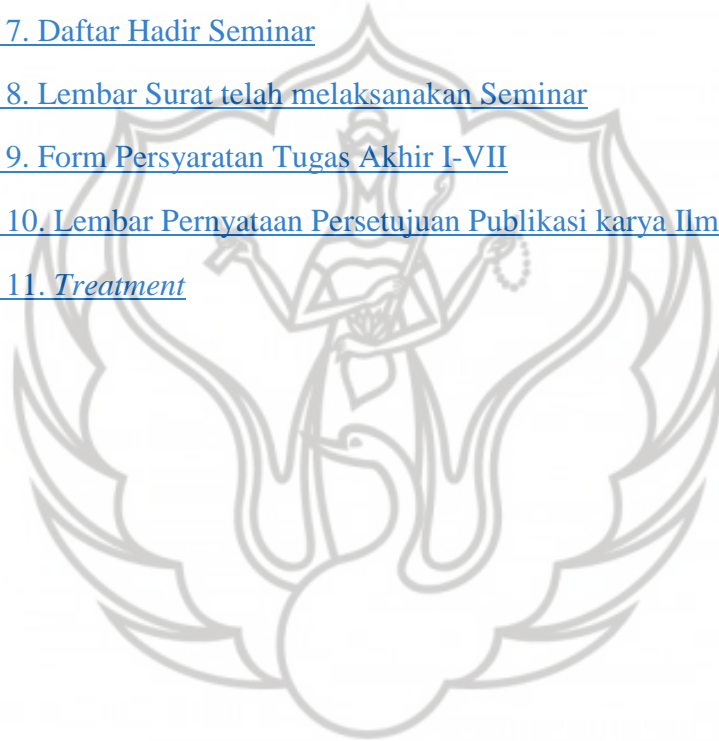 7. Daftar Hadir Seminar
8. Lembar Surat telah melaksanakan Seminar
9. Form Persyaratan Tugas Akhir I-VII
10. Lembar Pernyataan Persetujuan Publikasi karya Ilm
11. Treatment